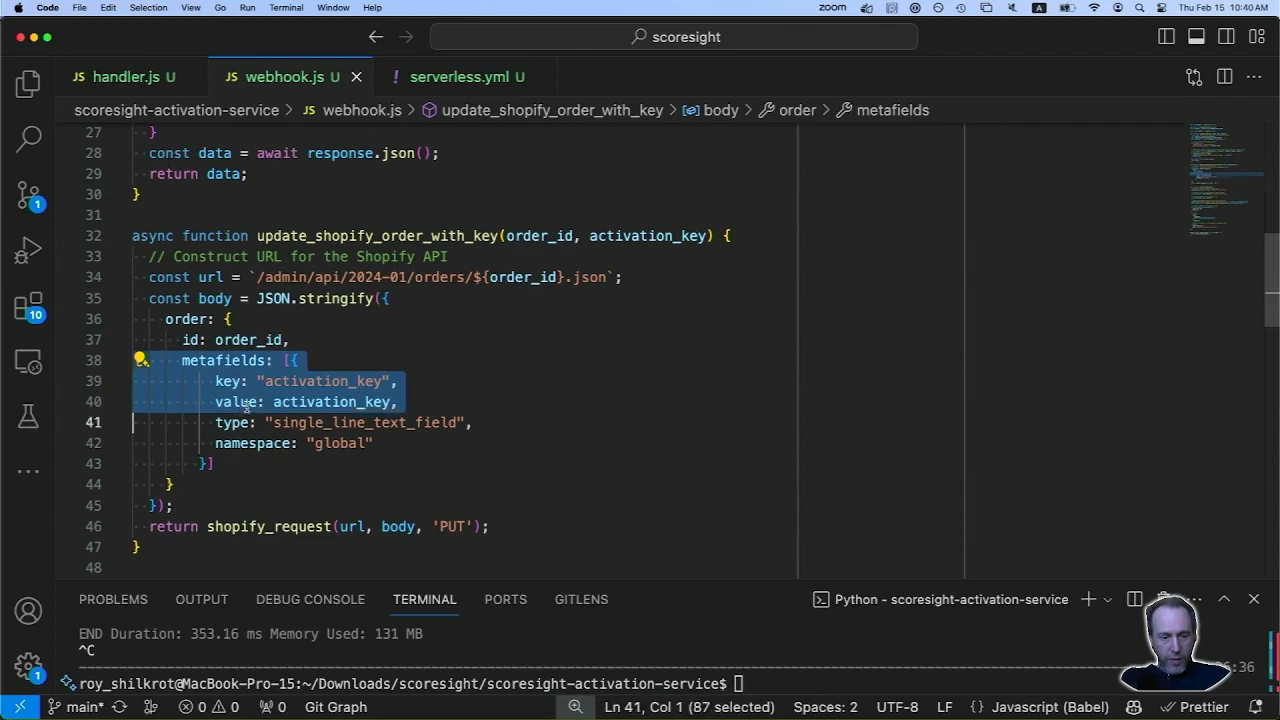 Code File Edit Selection View Go Run Terminal Window Help zoom A Thu Feb 15 10:40 AM
scoresight
JS handler.js U JS webhook.js U ! serverless.yml U
scoresight-activation-service > JS webhook.js > update_shopify_order_with_key > body > order > metafields
27 }
28 const data = await response.json();
29 return data;
30 }
31
32 async function update_shopify_order_with_key(order_id, activation_key) {
33 // Construct URL for the Shopify API
34 const url = `/admin/api/2024-01/orders/${order_id}.json`;
35 const body = JSON.stringify({
36 order: {
37 id: order_id,
38 metafields: [{
39 key: "activation_key",
40 value: activation_key,
41 type: "single_line_text_field",
42 namespace: "global"
43 }]
44 }
45 });
46 return shopify_request(url, body, 'PUT');
47 }
48
1
10
1
PROBLEMS OUTPUT DEBUG CONSOLE TERMINAL PORTS GITLENS Python - scoresight-activation-service
END Duration: 353.16 ms Memory Used: 131 MB
^C
roy_shilkrot@MacBook-Pro-15:~/Downloads/scoresight/scoresight-activation-service$
main* 0 0 0 Git Graph Ln 41, Col 1 (87 selected) Spaces: 2 UTF-8 LF {} JavaScript (Babel) Prettier